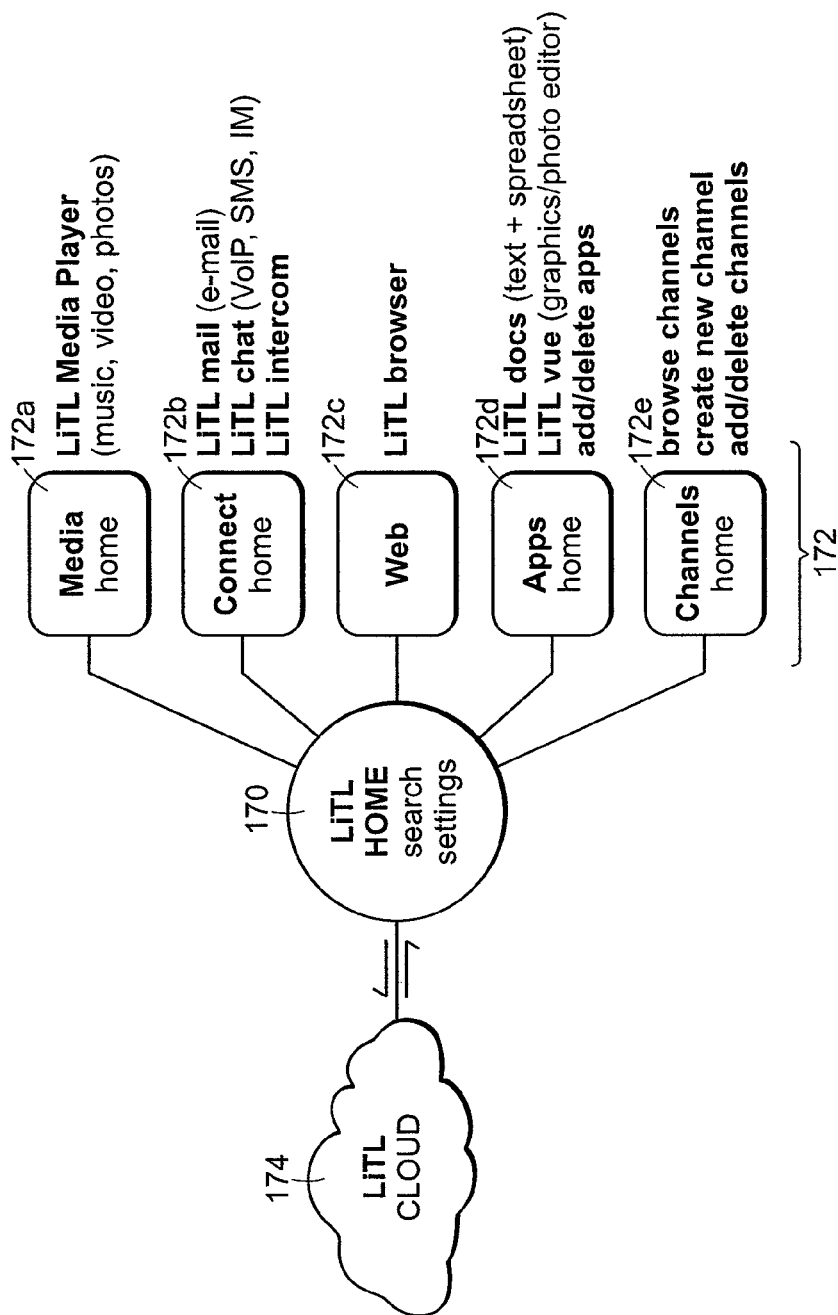 174
LiTL
CLOUD
170
LiTL
HOME
search
settings
172a
Media
home
LiTL Media Player
(music, video, photos)
172b
Connect
home
LiTL mail (e-mail)
LiTL chat (VoIP, SMS, IM)
LiTL intercom
172c
Web
LiTL browser
172d
Apps
home
LiTL docs (text + spreadsheet)
LiTL vue (graphics/photo editor)
add/delete apps
172e
Channels
home
browse channels
create new channel
add/delete channels
172